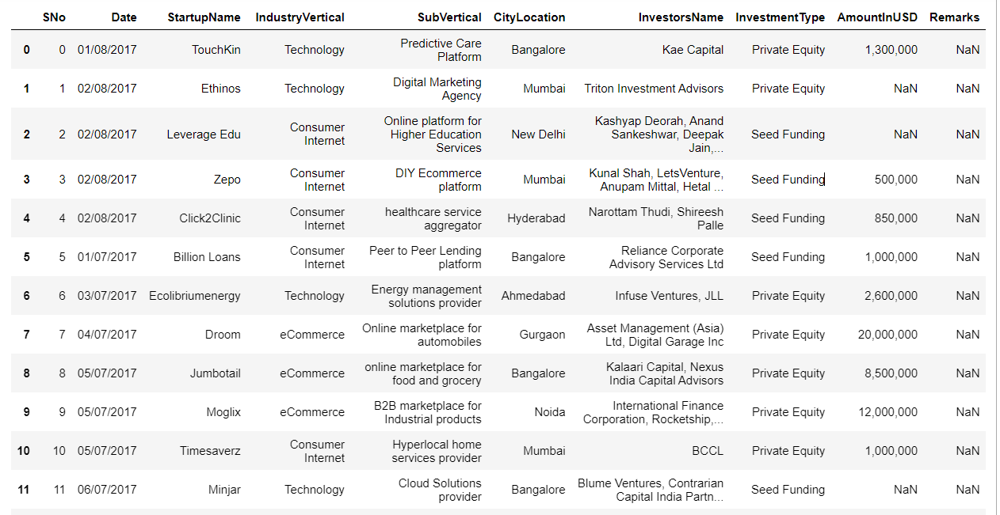 SNo Date StartupName IndustryVertical SubVertical CityLocation InvestorsName InvestmentType AmountInUSD Remarks
0 0 01/08/2017 TouchKin Technology Predictive Care Platform Bangalore Kae Capital Private Equity 1,300,000 NaN
1 1 02/08/2017 Ethinos Technology Digital Marketing Agency Mumbai Triton Investment Advisors Private Equity NaN NaN
2 2 02/08/2017 Leverage Edu Consumer Internet Online platform for Higher Education Services New Delhi Kashyap Deorah, Anand Sankeshwar, Deepak Jain,... Seed Funding NaN NaN
3 3 02/08/2017 Zepo Consumer Internet DIY Ecommerce platform Mumbai Kunal Shah, LetsVenture, Anupam Mittal, Hetal ... Seed Funding 500,000 NaN
4 4 02/08/2017 Click2Clinic Consumer Internet healthcare service aggregator Hyderabad Narottam Thudi, Shireesh Palle Seed Funding 850,000 NaN
5 5 01/07/2017 Billion Loans Consumer Internet Peer to Peer Lending platform Bangalore Reliance Corporate Advisory Services Ltd Seed Funding 1,000,000 NaN
6 6 03/07/2017 Ecolibriumenergy Technology Energy management solutions provider Ahmedabad Infuse Ventures, JLL Private Equity 2,600,000 NaN
7 7 04/07/2017 Droom eCommerce Online marketplace for automobiles Gurgaon Asset Management (Asia) Ltd, Digital Garage Inc Private Equity 20,000,000 NaN
8 8 05/07/2017 Jumbotail eCommerce online marketplace for food and grocery Bangalore Kalaari Capital, Nexus India Capital Advisors Private Equity 8,500,000 NaN
9 9 05/07/2017 Moglix eCommerce B2B marketplace for Industrial products Noida International Finance Corporation, Rocketship,... Private Equity 12,000,000 NaN
10 10 05/07/2017 Timesaverz Consumer Internet Hyperlocal home services provider Mumbai BCCL Private Equity 1,000,000 NaN
11 11 06/07/2017 Minjar Technology Cloud Solutions provider Bangalore Blume Ventures, Contrarian Capital India Partn... Seed Funding NaN NaN